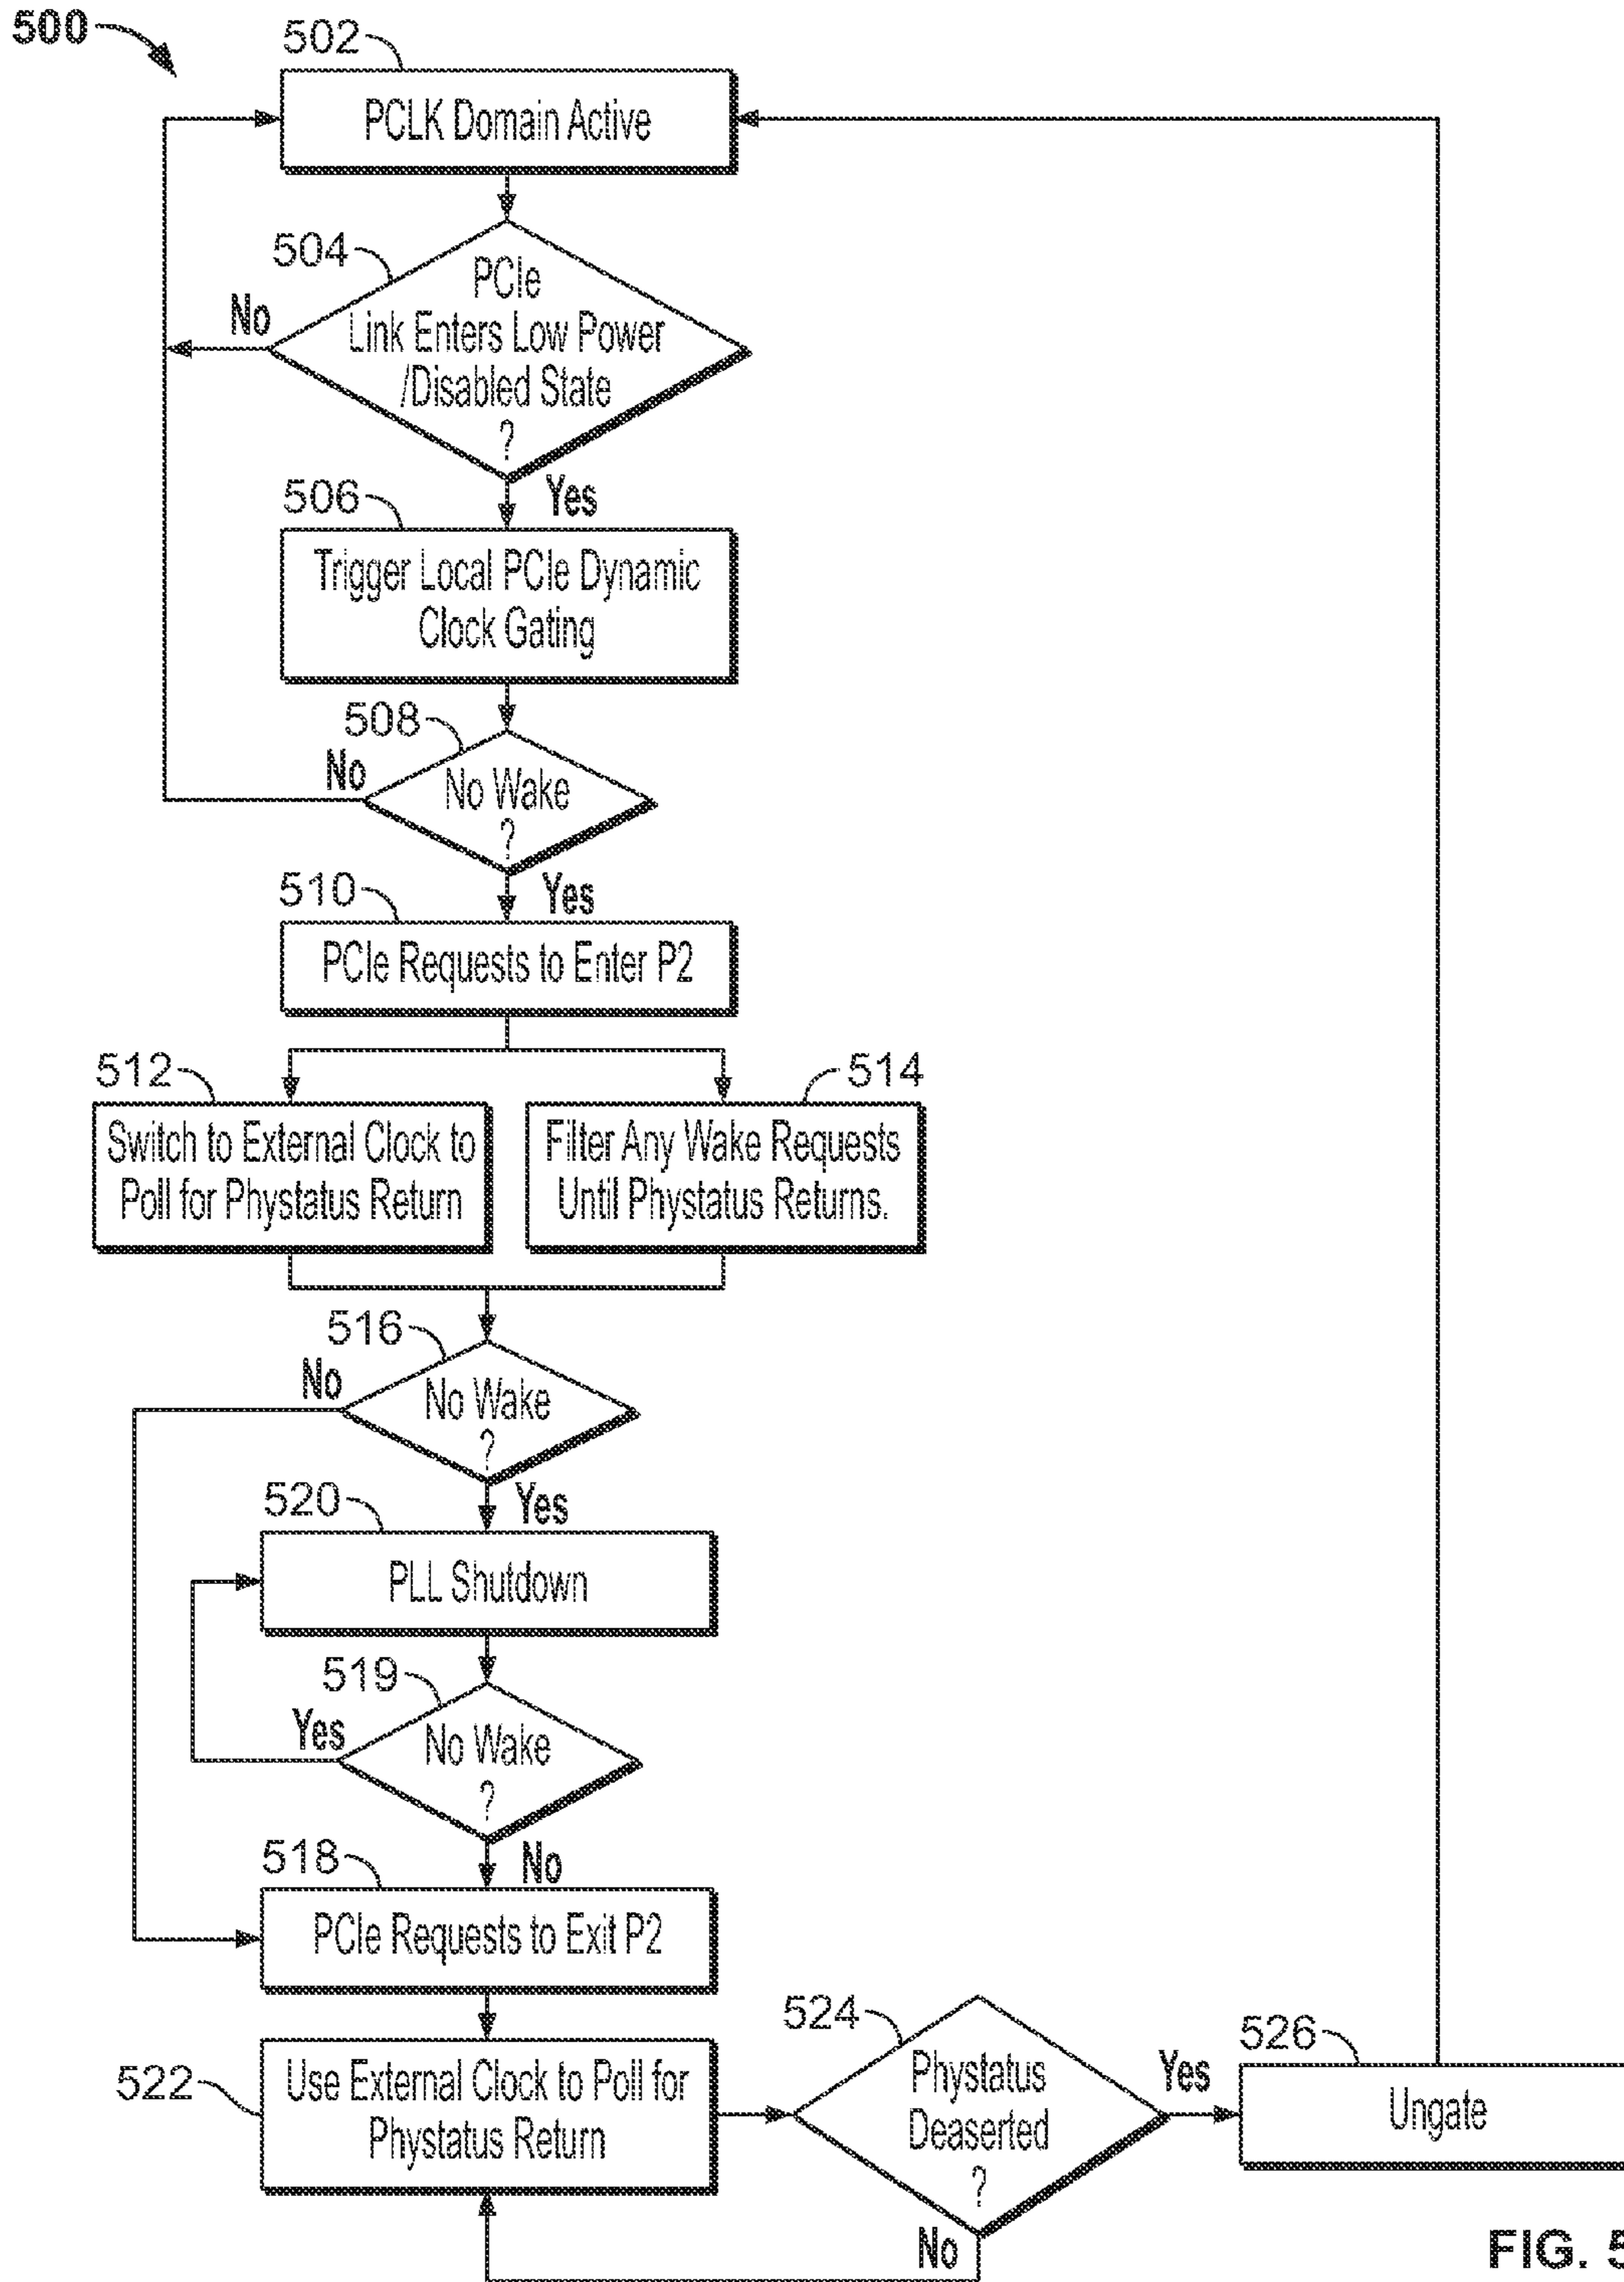 500
502
PCLK Domain Active
504
PCIe
Link Enters Low Power
/Disabled State
?
No
Yes
506
Trigger Local PCIe Dynamic
Clock Gating
508
No Wake
?
No
Yes
510
PCIe Requests to Enter P2
512
Switch to External Clock to
Poll for Phystatus Return
514
Filter Any Wake Requests
Until Phystatus Returns.
516
No Wake
?
No
Yes
520
PLL Shutdown
519
No Wake
?
Yes
No
518
PCIe Requests to Exit P2
522
Use External Clock to Poll for
Phystatus Return
524
Phystatus
Deasserted
?
Yes
No
526
Ungate
FIG. 5